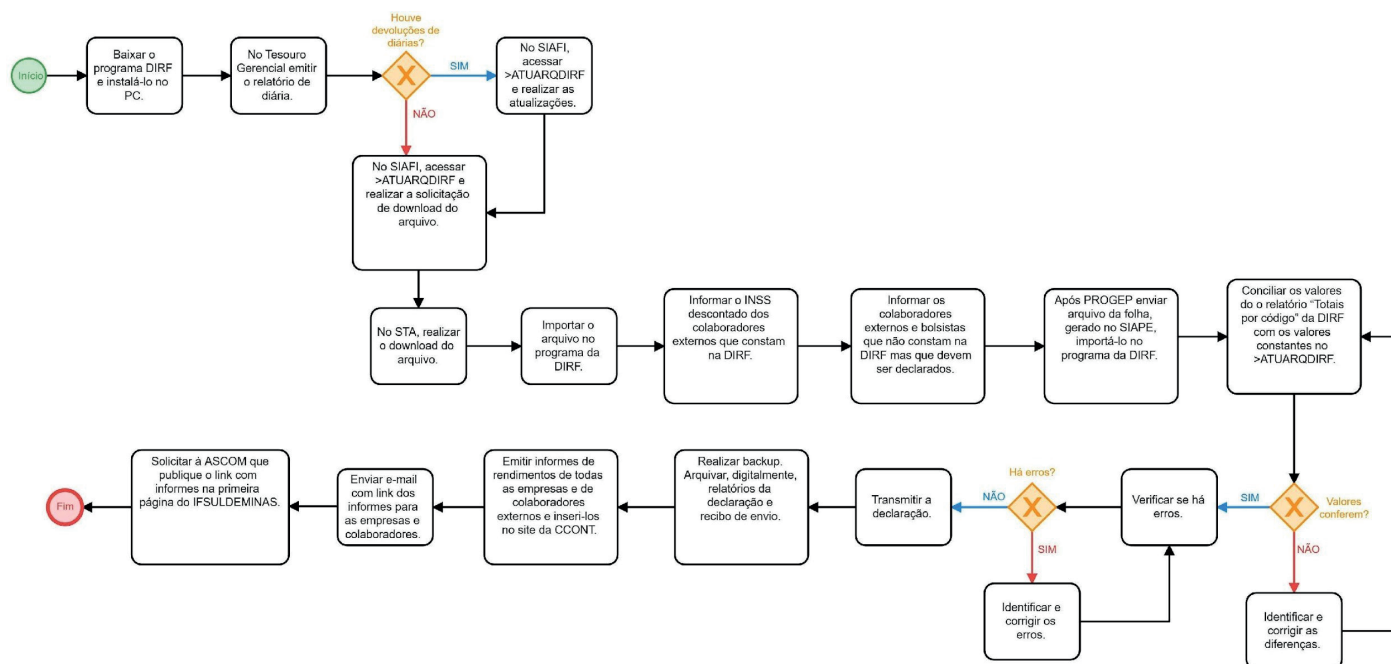 Início
Baixar o
programa DIRF
e instalá-lo no
PC.
No Tesouro
Gerencial emitir
o relatório de
diária.
Houve
devoluções de
diárias?
SIM
NÃO
No SIAFI,
acessar
>ATUARQDIRF
e realizar as
atualizações.
No SIAFI, acessar
>ATUARQDIRF e
realizar a solicitação
de download do
arquivo.
No STA, realizar
o download do
arquivo.
Importar o
arquivo no
programa da
DIRF.
Informar o INSS
descontado dos
colaboradores
externos que constam
na DIRF.
Informar os
colaboradores
externos e bolsistas
que não constam na
DIRF mas que devem
ser declarados.
Após PROGEP enviar
arquivo da folha,
gerado no SIAPE,
importá-lo no
programa da DIRF.
Conciliar os valores
do o relatório “Totais
por código” da DIRF
com os valores
constantes no
>ATUARQDIRF.
Valores
conferem?
SIM
NÃO
Identificar e
corrigir as
diferenças.
Verificar se há
erros.
Há erros?
NÃO
SIM
Identificar e
corrigir os
erros.
Transmitir a
declaração.
Realizar backup.
Arquivar, digitalmente,
relatórios da
declaração e
recibo de envio.
Emitir informes de
rendimentos de todas
as empresas e de
colaboradores
externos e inseri-los
no site da CCONT.
Enviar e-mail
com link dos
informes para
as empresas e
colaboradores.
Solicitar à ASCOM que
publique o link com
informes na primeira
página do IFSULDEMINAS.
Fim